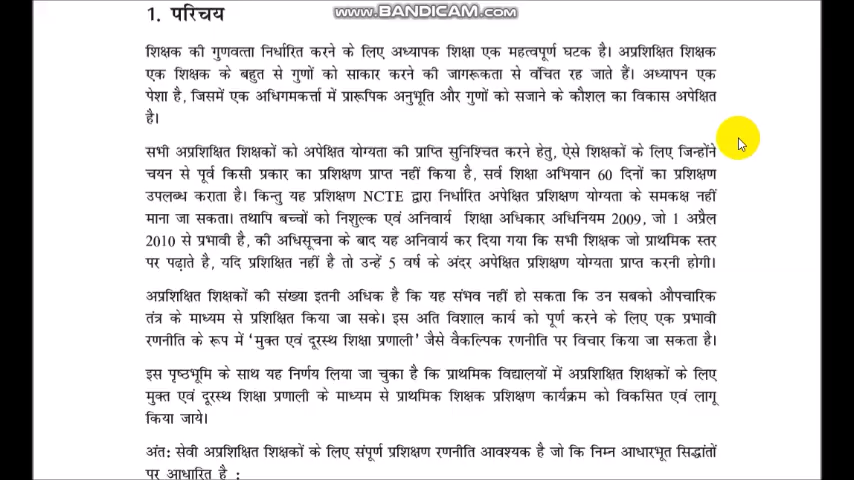 www.BANDICAM.com
1. परिचय
शिक्षक की गुणवत्ता निर्धारित करने के लिए अध्यापक शिक्षा एक महत्वपूर्ण घटक है। अप्रशिक्षित शिक्षक
एक शिक्षक के बहुत से गुणों को साकार करने की जागरूकता से वंचित रह जाते हैं। अध्यापन एक
पेशा है, जिसमें एक अधिगमकर्त्ता में प्रारूपिक अनुभूति और गुणों को सजाने के कौशल का विकास अपेक्षित
है।
सभी अप्रशिक्षित शिक्षकों को अपेक्षित योग्यता की प्राप्ति सुनिश्चित करने हेतु, ऐसे शिक्षकों के लिए जिन्होंने
चयन से पूर्व किसी प्रकार का प्रशिक्षण प्राप्त नहीं किया है, सर्व शिक्षा अभियान 60 दिनों का प्रशिक्षण
उपलब्ध कराता है। किन्तु यह प्रशिक्षण NCTE द्वारा निर्धारित अपेक्षित प्रशिक्षण योग्यता के समकक्ष नहीं
माना जा सकता। तथापि बच्चों को निशुल्क एवं अनिवार्य शिक्षा अधिकार अधिनियम 2009, जो 1 अप्रैल
2010 से प्रभावी है, की अधिसूचना के बाद यह अनिवार्य कर दिया गया कि सभी शिक्षक जो प्राथमिक स्तर
पर पढ़ाते है, यदि प्रशिक्षित नहीं है तो उन्हें 5 वर्ष के अंदर अपेक्षित प्रशिक्षण योग्यता प्राप्त करनी होगी।
अप्रशिक्षित शिक्षकों की संख्या इतनी अधिक है कि यह संभव नहीं हो सकता कि उन सबको औपचारिक
तंत्र के माध्यम से प्रशिक्षित किया जा सके। इस अति विशाल कार्य को पूर्ण करने के लिए एक प्रभावी
रणनीति के रूप में 'मुक्त एवं दूरस्थ शिक्षा प्रणाली' जैसे वैकल्पिक रणनीति पर विचार किया जा सकता है।
इस पृष्ठभूमि के साथ यह निर्णय लिया जा चुका है कि प्राथमिक विद्यालयों में अप्रशिक्षित शिक्षकों के लिए
मुक्त एवं दूरस्थ शिक्षा प्रणाली के माध्यम से प्राथमिक शिक्षक प्रशिक्षण कार्यक्रम को विकसित एवं लागू
किया जाये।
अंत: सेवी अप्रशिक्षित शिक्षकों के लिए संपूर्ण प्रशिक्षण रणनीति आवश्यक है जो कि निम्न आधारभूत सिद्धांतों
पर आधारित है :